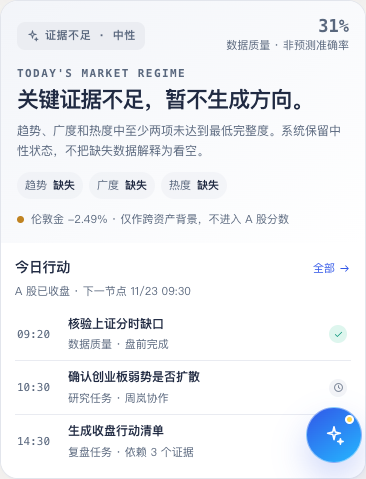 证据不足 · 中性
31%
数据质量 · 非预测准确率
TODAY'S MARKET REGIME
关键证据不足，暂不生成方向。
趋势、广度和热度中至少两项未达到最低完整度。系统保留中
性状态，不把缺失数据解释为看空。
趋势 缺失 广度 缺失 热度 缺失
伦敦金 −2.49% · 仅作跨资产背景，不进入 A 股分数
今日行动 全部 →
A 股已收盘 · 下一节点 11/23 09:30
09:20 核验上证分时缺口
数据质量 · 盘前完成
10:30 确认创业板弱势是否扩散
研究任务 · 周岚协作
14:30 生成收盘行动清单
复盘任务 · 依赖 3 个证据